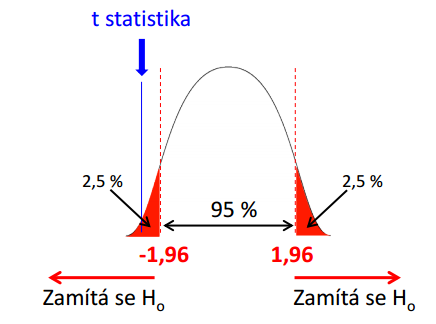 t statistika
2,5 %
95 %
2,5 %
-1,96
1,96
Zamítá se Ho
Zamítá se Ho